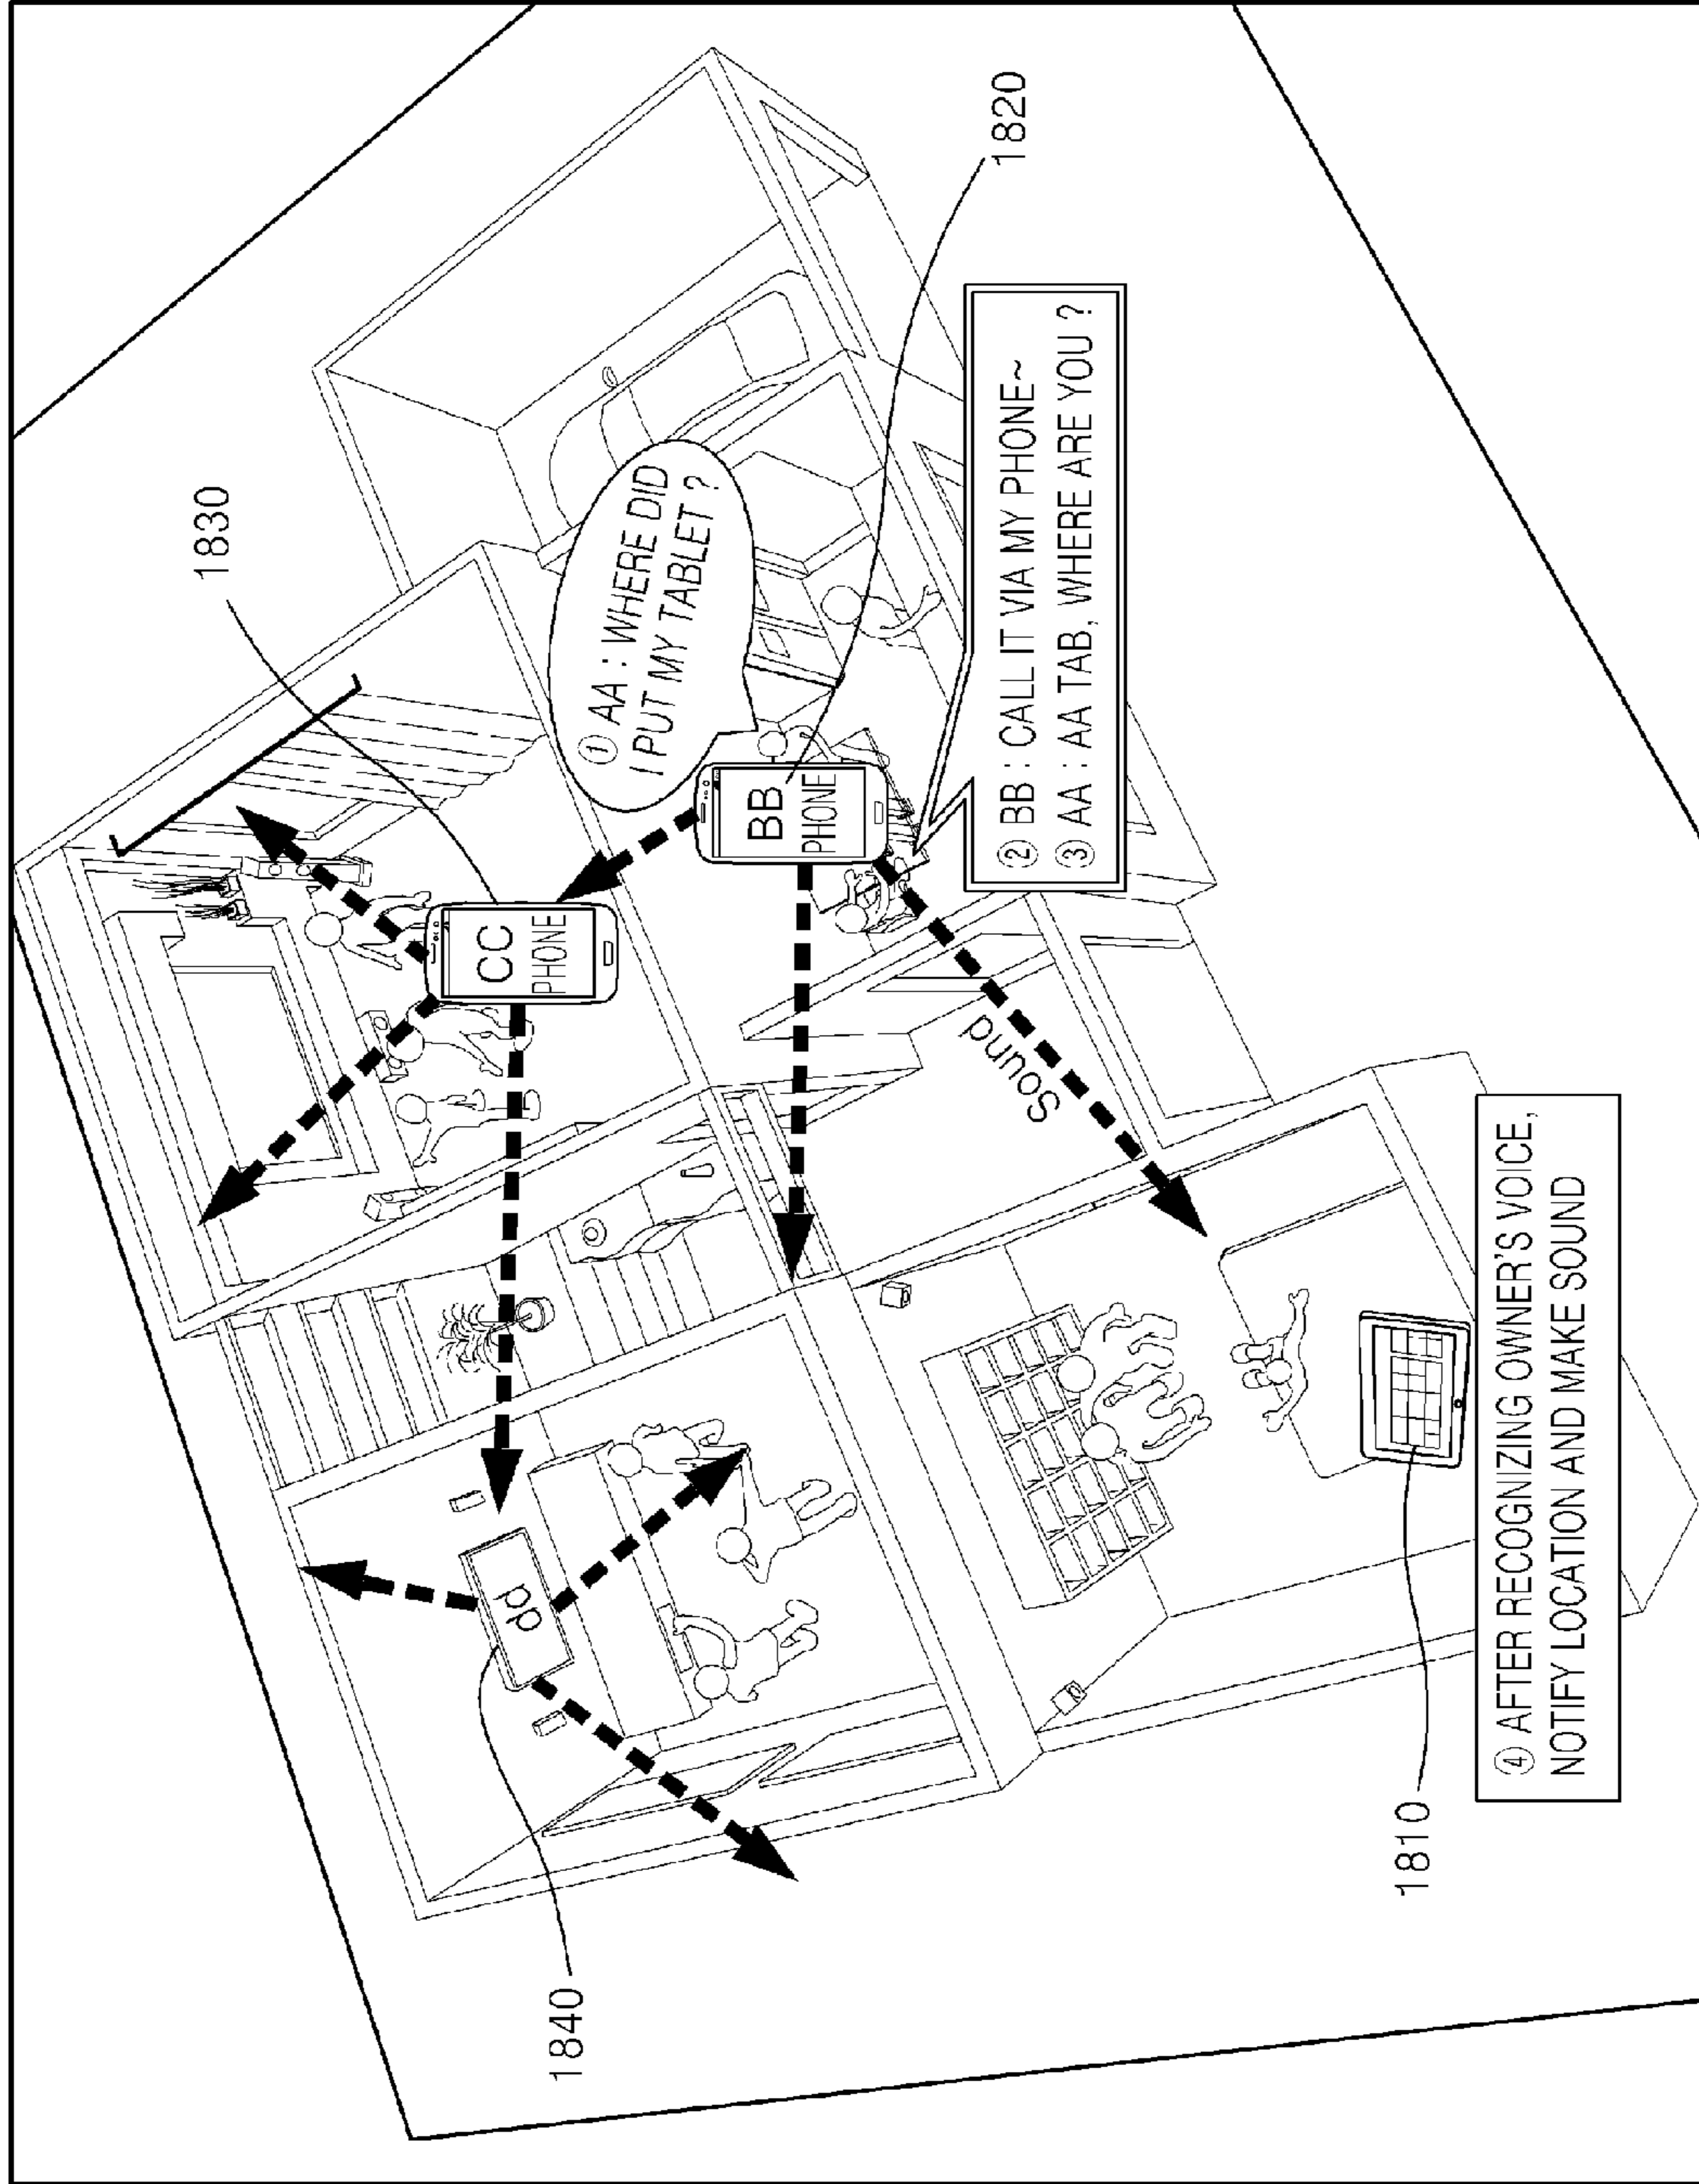 1830
CC
PHONE
dd
1840
① AA : WHERE DID
I PUT MY TABLET ?
BB
PHONE
1820
Sound
② BB : CALL IT VIA MY PHONE~
③ AA : AA TAB, WHERE ARE YOU ?
1810
④ AFTER RECOGNIZING OWNER'S VOICE,
NOTIFY LOCATION AND MAKE SOUND